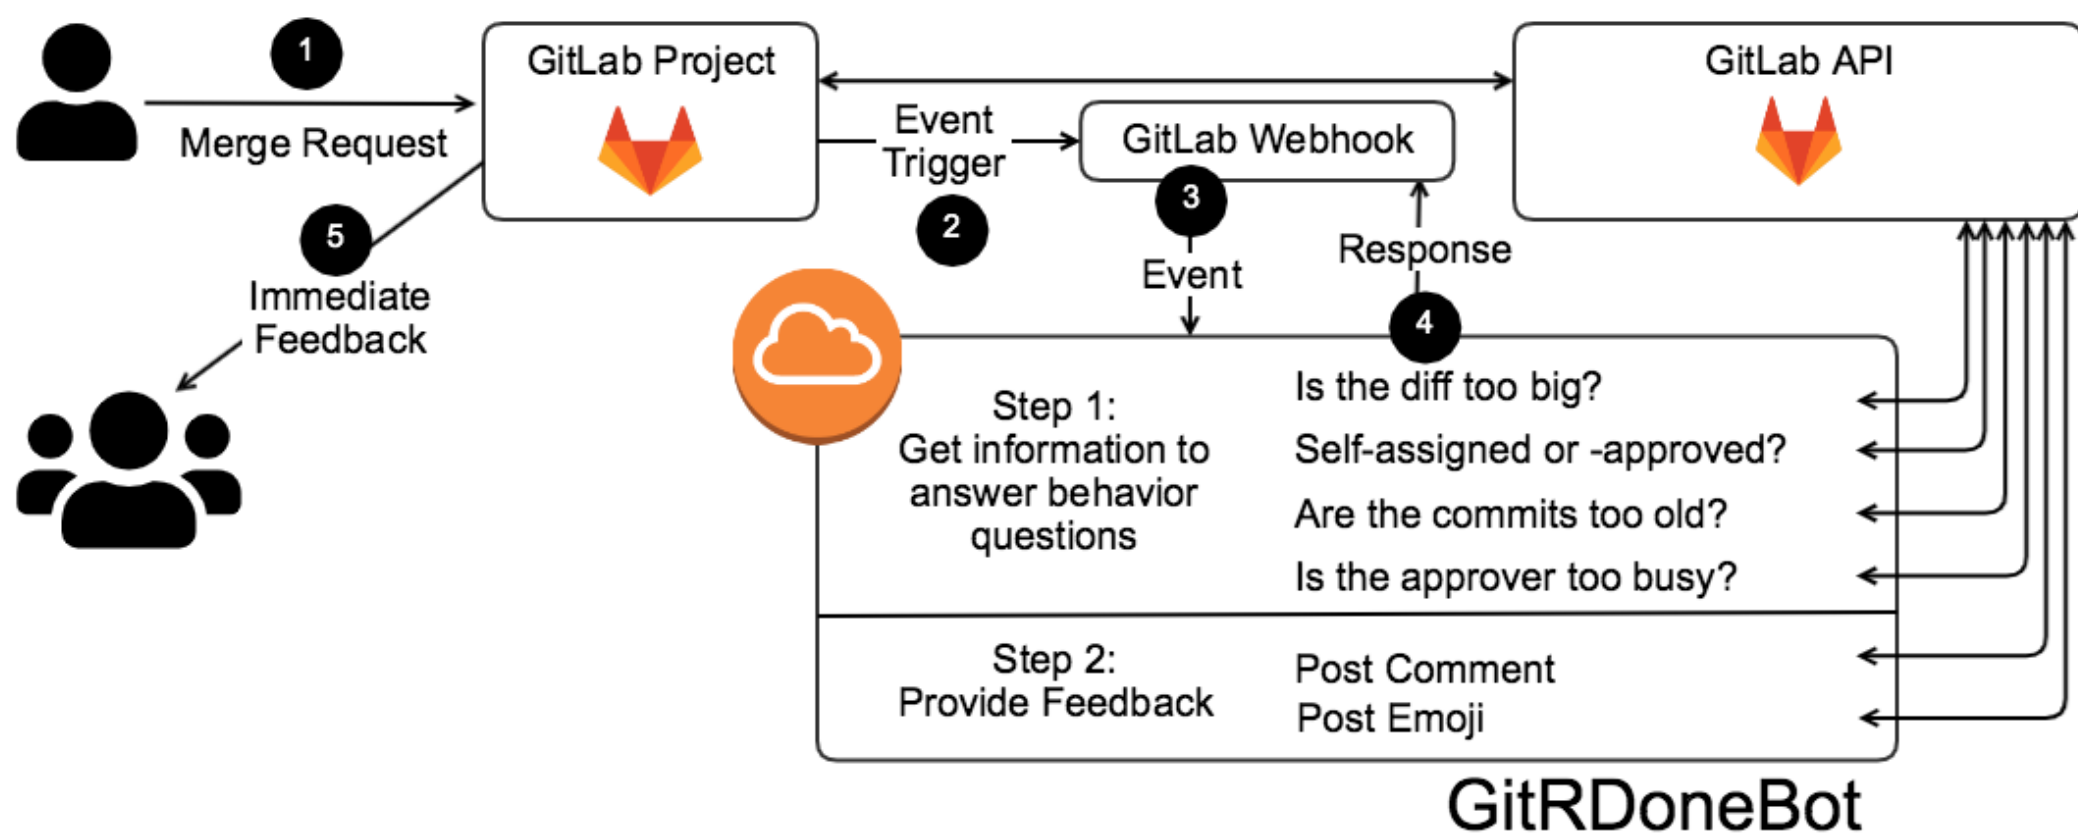 1
Merge Request
GitLab Project
GitLab API
Event
Trigger
2
GitLab Webhook
3
Event
Response
4
5
Immediate
Feedback
Step 1:
Get information to
answer behavior
questions
Is the diff too big?
Self-assigned or -approved?
Are the commits too old?
Is the approver too busy?
Step 2:
Provide Feedback
Post Comment
Post Emoji
GitRDoneBot